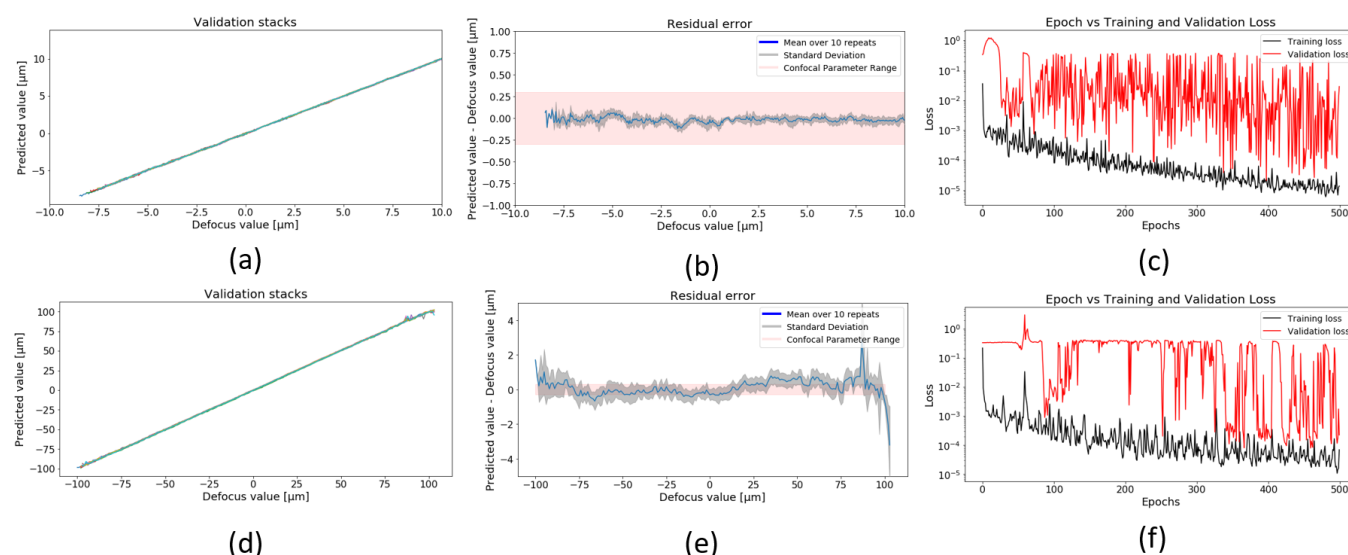 Validation stacks
Predicted value [μm]
10
5
0
−5
−10.0 −7.5 −5.0 −2.5 0.0 2.5 5.0 7.5 10.0
Defocus value [μm]
(a)
Residual error
Predicted value - Defocus value [μm]
1.00
0.75
0.50
0.25
0.00
−0.25
−0.50
−0.75
−1.00
Mean over 10 repeats
Standard Deviation
Confocal Parameter Range
−10.0 −7.5 −5.0 −2.5 0.0 2.5 5.0 7.5 10.0
Defocus value [μm]
(b)
Epoch vs Training and Validation Loss
Loss
10⁰
10⁻¹
10⁻²
10⁻³
10⁻⁴
10⁻⁵
Training loss
Validation loss
0 100 200 300 400 500
Epochs
(c)
Validation stacks
Predicted value [μm]
100
75
50
25
0
−25
−50
−75
−100
−100 −75 −50 −25 0 25 50 75 100
Defocus value [μm]
(d)
Residual error
Predicted value - Defocus value [μm]
4
2
0
−2
−4
Mean over 10 repeats
Standard Deviation
Confocal Parameter Range
−100 −75 −50 −25 0 25 50 75 100
Defocus value [μm]
(e)
Epoch vs Training and Validation Loss
Loss
10⁰
10⁻¹
10⁻²
10⁻³
10⁻⁴
10⁻⁵
Training loss
Validation loss
0 100 200 300 400 500
Epochs
(f)